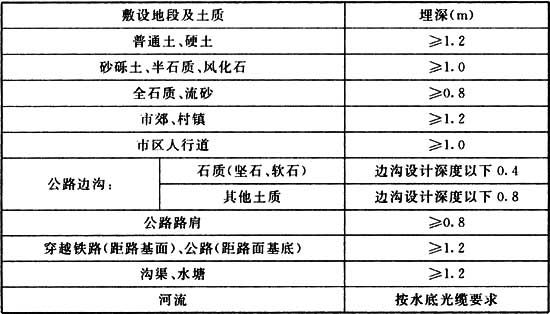 敷设地段及土质 埋深(m)
普通土、硬土 ≥1.2
砂砾土、半石质、风化石 ≥1.0
全石质、流砂 ≥0.8
市郊、村镇 ≥1.2
市区人行道 ≥1.0
公路边沟: 石质(坚石、软石) 边沟设计深度以下0.4
其他土质 边沟设计深度以下0.8
公路路肩 ≥0.8
穿越铁路(距路基面)、公路(距路面基底) ≥1.2
沟渠、水塘 ≥1.2
河流 按水底光缆要求